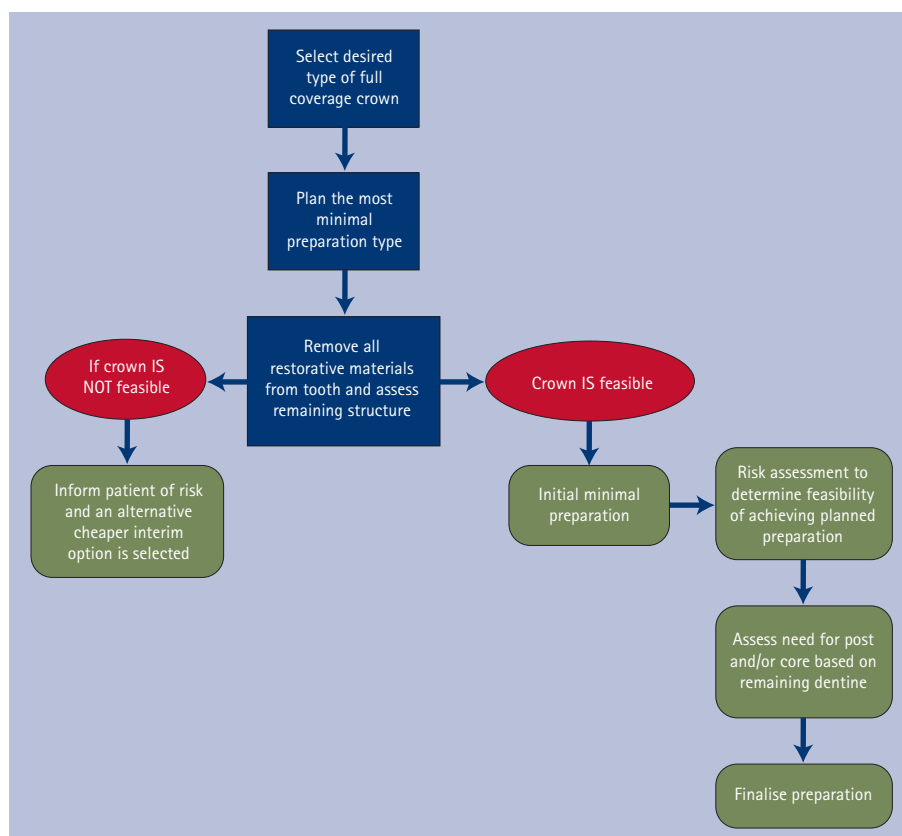 Select desired
type of full
coverage crown
Plan the most
minimal
preparation type
Remove all
restorative materials
from tooth and assess
remaining structure
If crown IS
NOT feasible
Crown IS feasible
Inform patient of risk
and an alternative
cheaper interim
option is selected
Initial minimal
preparation
Risk assessment to
determine feasibility
of achieving planned
preparation
Assess need for post
and/or core based on
remaining dentine
Finalise preparation